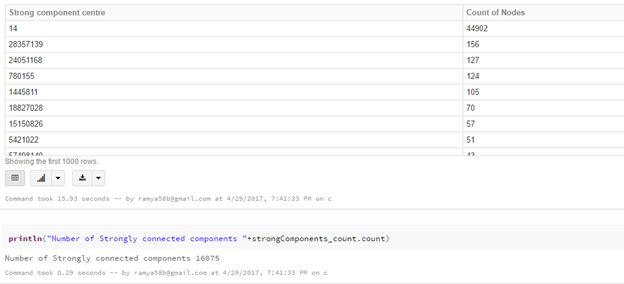 Strong component centre Count of Nodes
14 44902
28357139 156
24051168 127
780155 124
1445811 105
18827028 70
15150826 57
5421022 51
Showing the first 1000 rows.
Command took 15.93 seconds -- by ramya58b@gmail.com at 4/29/2017, 7:41:33 PM on c
println("Number of Strongly connected components "+strongComponents_count.count)
Number of Strongly connected components 16075
Command took 0.29 seconds -- by ramya58b@gmail.com at 4/29/2017, 7:41:33 PM on c